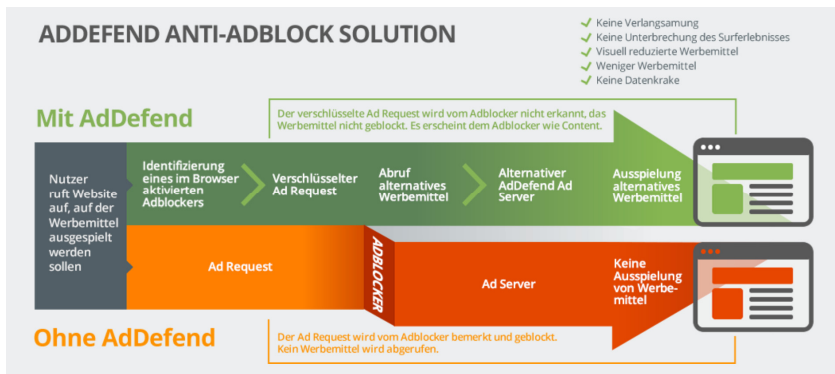 ADDEFEND ANTI-ADBLOCK SOLUTION
Keine Verlangsamung
Keine Unterbrechung des Surferlebnisses
Visuell reduzierte Werbemittel
Weniger Werbemittel
Keine Datenkrake
Mit AdDefend
Der verschlüsselte Ad Request wird vom Adblocker nicht erkannt, das
Werbemittel nicht geblockt. Es erscheint dem Adblocker wie Content.
Nutzer
ruft Website
auf, auf der
Werbemittel
ausgespielt
werden
sollen
Identifizierung
eines im Browser
aktivierten
Adblockers
Verschlüsselter
Ad Request
Abruf
alternatives
Werbemittel
Alternativer
AdDefend Ad
Server
Ausspielung
alternatives
Werbemittel
Ad Request
ADBLOCKER
Ad Server
Keine
Ausspielung
von Werbe-
mittel
Ohne AdDefend
Der Ad Request wird vom Adblocker bemerkt und geblockt.
Kein Werbemittel wird abgerufen.